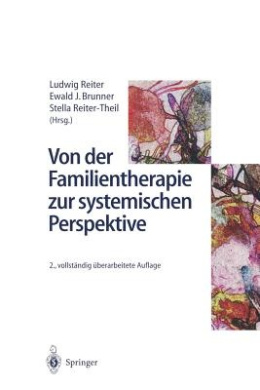 Ludwig Reiter
Ewald J. Brunner
Stella Reiter-Theil
(Hrsg.)
Von der
Familientherapie
zur systemischen
Perspektive
2., vollständig überarbeitete Auflage
Springer